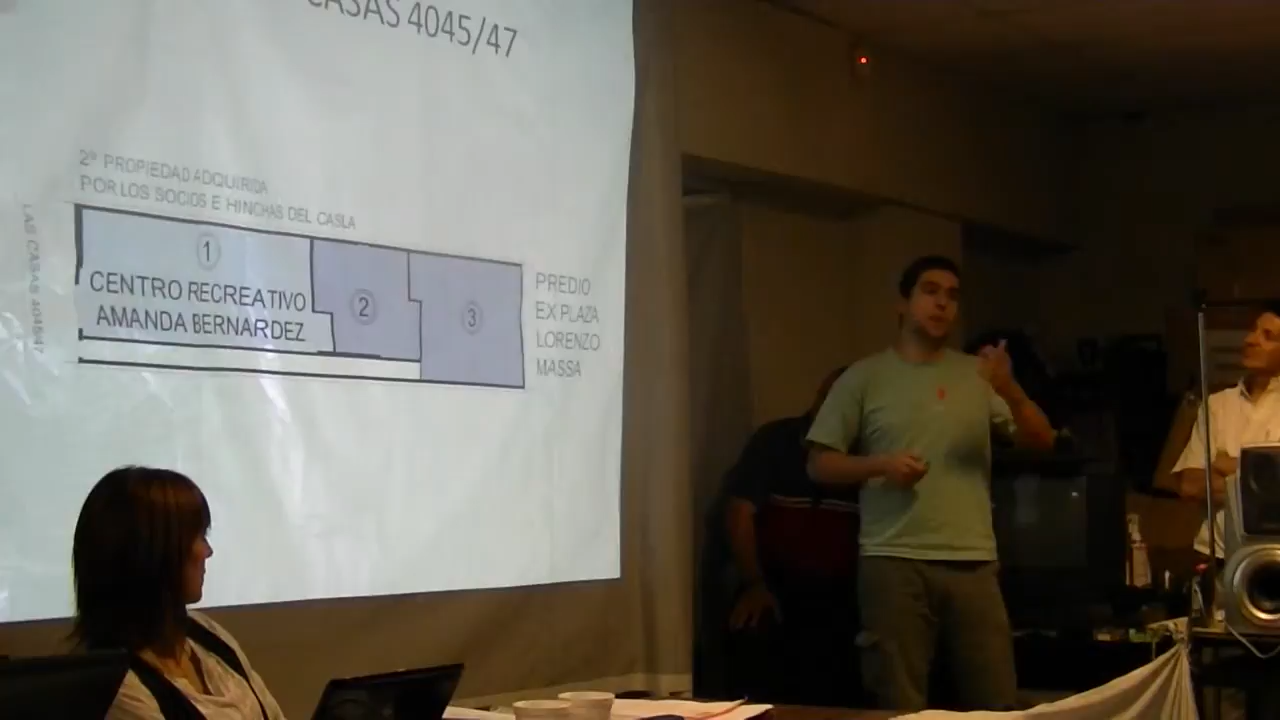 CASAS 4045/47
2º PROPIEDAD ADQUIRIDA
POR LOS SOCIOS E HINCHAS DEL CASLA
LAS CASAS 4045/47
1
CENTRO RECREATIVO
AMANDA BERNARDEZ
2
3
PREDIO
EX PLAZA
LORENZO
MASSA